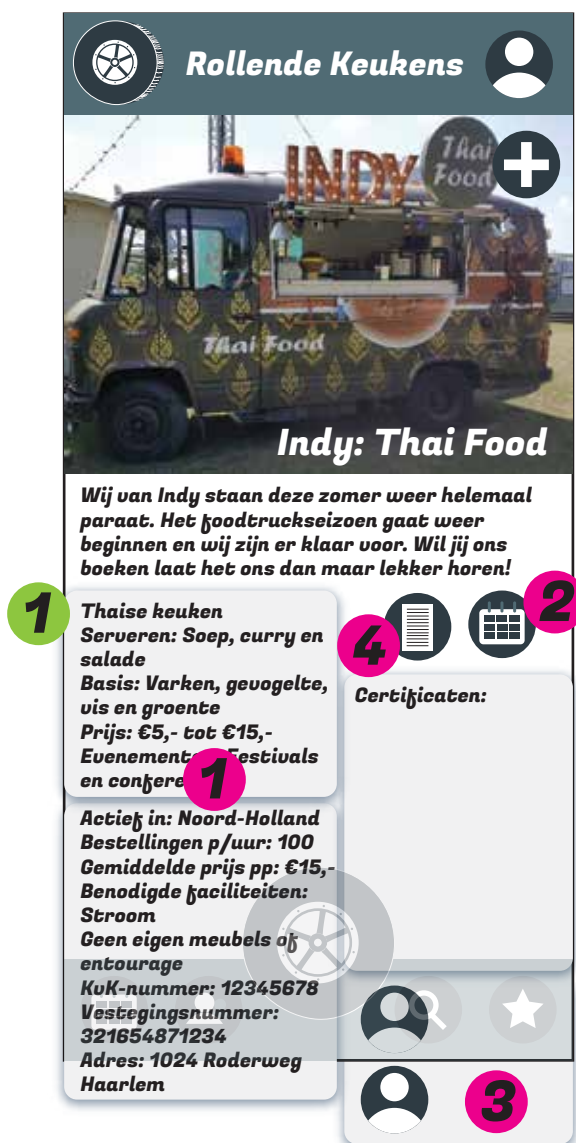 Rollende Keukens
INDY
Thai
Food
Thai Food
Indy: Thai Food
Wij van Indy staan deze zomer weer helemaal
paraat. Het foodtruckseizoen gaat weer
beginnen en wij zijn er klaar voor. Wil jij ons
boeken laat het ons dan maar lekker horen!
1
Thaise keuken
Serveren: Soep, curry en
salade
Basis: Varken, gevogelte,
vis en groente
Prijs: €5,- tot €15,-
Festivals
en
1
Actief in: Noord-Holland
Bestellingen p/uur: 100
Gemiddelde prijs pp: €15,-
Benodigde faciliteiten:
Stroom
Geen eigen meubels of
entourage
KvK-nummer: 12345678
Vestegingsnummer:
321654871234
Adres: 1024 Roderweg
Haarlem
4
2
Certificaten:
3